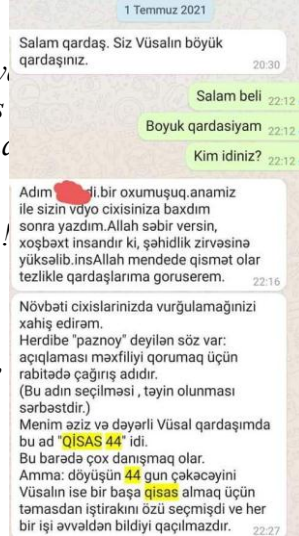 1 Temmuz 2021
Salam qardaş. Siz Vüsalın böyük
qardaşınız.
20:30
Salam beli 22:12
Boyuk qardasiyam 22:12
Kim idiniz? 22:12
Adım di.bir oxumuşuq.anamiz
ile sizin vdyo cixisiniza baxdım
sonra yazdım.Allah səbir versin,
xoşbəxt insandır ki, şəhidlik zirvəsinə
yüksəlib.insAllah mendede qismət olar
tezlikle qardaşlarıma goruserem.
22:16
Növbəti cixislarinizda vurğulamağınizi
xahiş edirəm.
Herdibe "paznoy" deyilən söz var:
açıqlaması məxfiliyi qorumaq üçün
rabitədə çağırış adıdır.
(Bu adın seçilməsi , təyin olunması
sərbəstdir.)
Menim əziz və dəyərli Vüsal qardaşımda
bu ad "QİSAS 44" idi.
Bu barədə çox danışmaq olar.
Amma: döyüşün 44 gun çəkəcəyini
Vüsalın ise bir başa qisas almaq üçün
təmasdan iştirakını özü seçmişdi ve her
bir işi əvvəldən bildiyi qaçılmazdır.
22:27